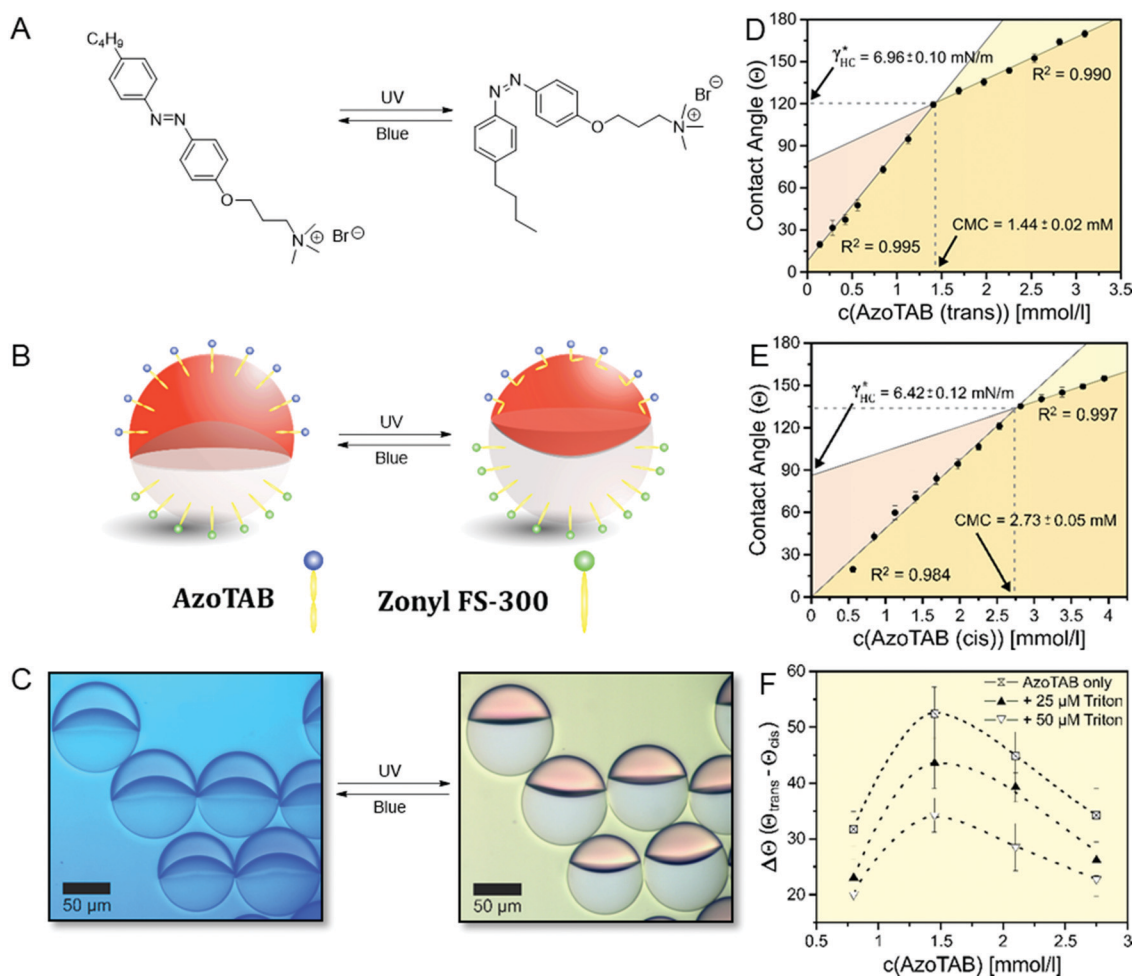 A
C4H9
N=N
O
N
⊕
Br⊖
UV
Blue
N=N
O
N
⊕
Br⊖
B
UV
Blue
AzoTAB
Zonyl FS-300
C
50 µm
UV
Blue
50 µm
D
γ*HC = 6.96±0.10 mN/m
R² = 0.990
CMC = 1.44±0.02 mM
R² = 0.995
Contact Angle (Θ)
180
150
120
90
60
30
0
0 0.5 1 1.5 2 2.5 3 3.5
c(AzoTAB (trans)) [mmol/l]
E
γ*HC = 6.42±0.12 mN/m
R² = 0.997
CMC = 2.73±0.05 mM
R² = 0.984
Contact Angle (Θ)
180
150
120
90
60
30
0
0 0.5 1 1.5 2 2.5 3 3.5 4
c(AzoTAB (cis)) [mmol/l]
F
AzoTAB only
+ 25 µM Triton
+ 50 µM Triton
ΔΘ (Θtrans - Θcis)
60
50
40
30
20
0.5 1 1.5 2 2.5 3
c(AzoTAB) [mmol/l]